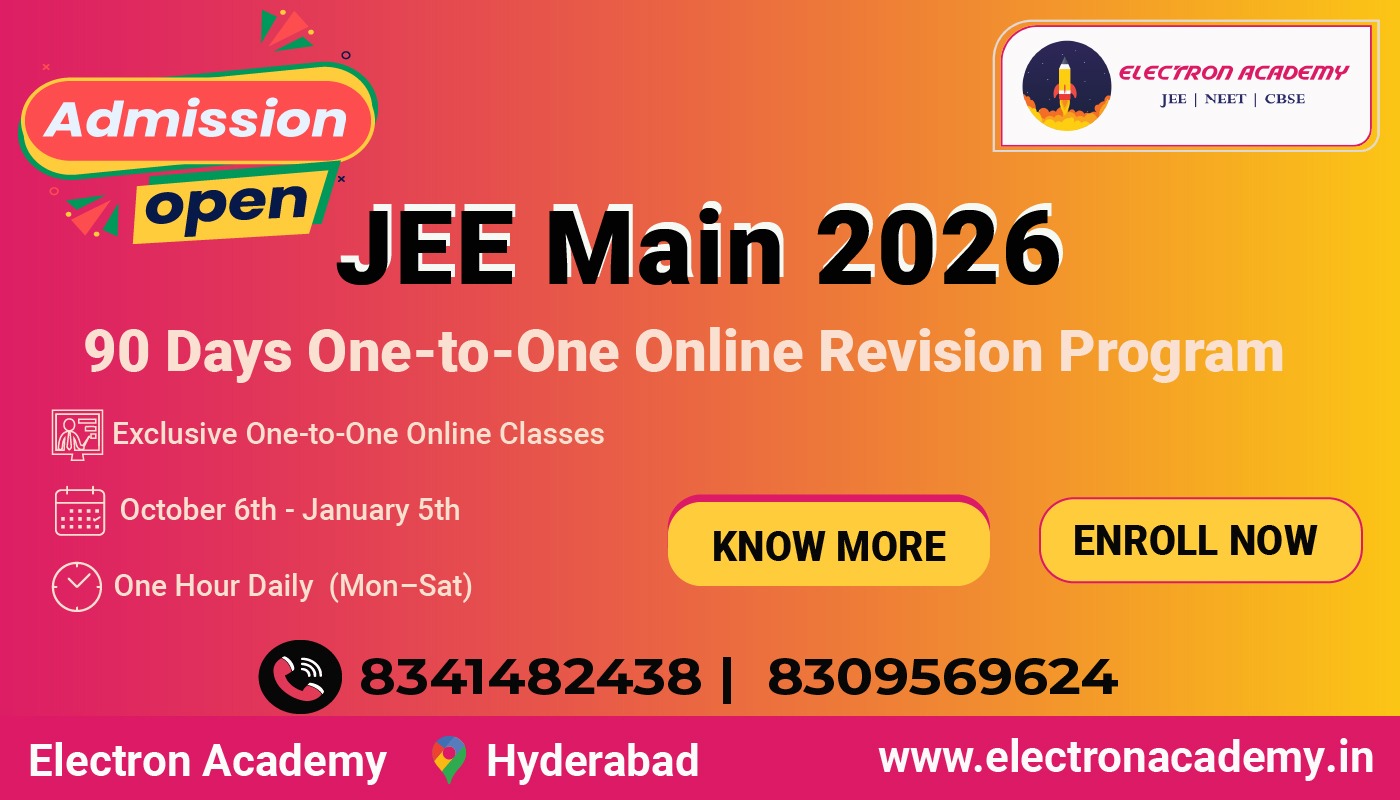 Admission
open
ELECTRON ACADEMY
JEE | NEET | CBSE
JEE Main 2026
90 Days One-to-One Online Revision Program
Exclusive One-to-One Online Classes
October 6th - January 5th
One Hour Daily (Mon–Sat)
KNOW MORE
ENROLL NOW
8341482438 | 8309569624
Electron Academy
Hyderabad
www.electronacademy.in